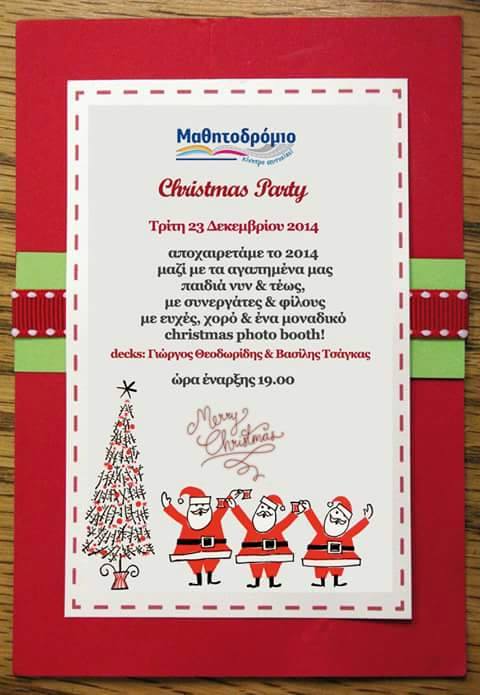 Μαθητοδρόμιο
κέντρο σπουδών!
Christmas Party
Τρίτη 23 Δεκεμβρίου 2014
αποχαιρετάμε το 2014
μαζί με τα αγαπημένα μας
παιδιά νυν & τέως,
με συνεργάτες & φίλους
με ευχές, χορό & ένα μοναδικό
christmas photo booth!
decks: Γιώργος Θεοδωρίδης & Βασίλης Τσάγκας
ώρα έναρξης 19.00
Merry
Christmas